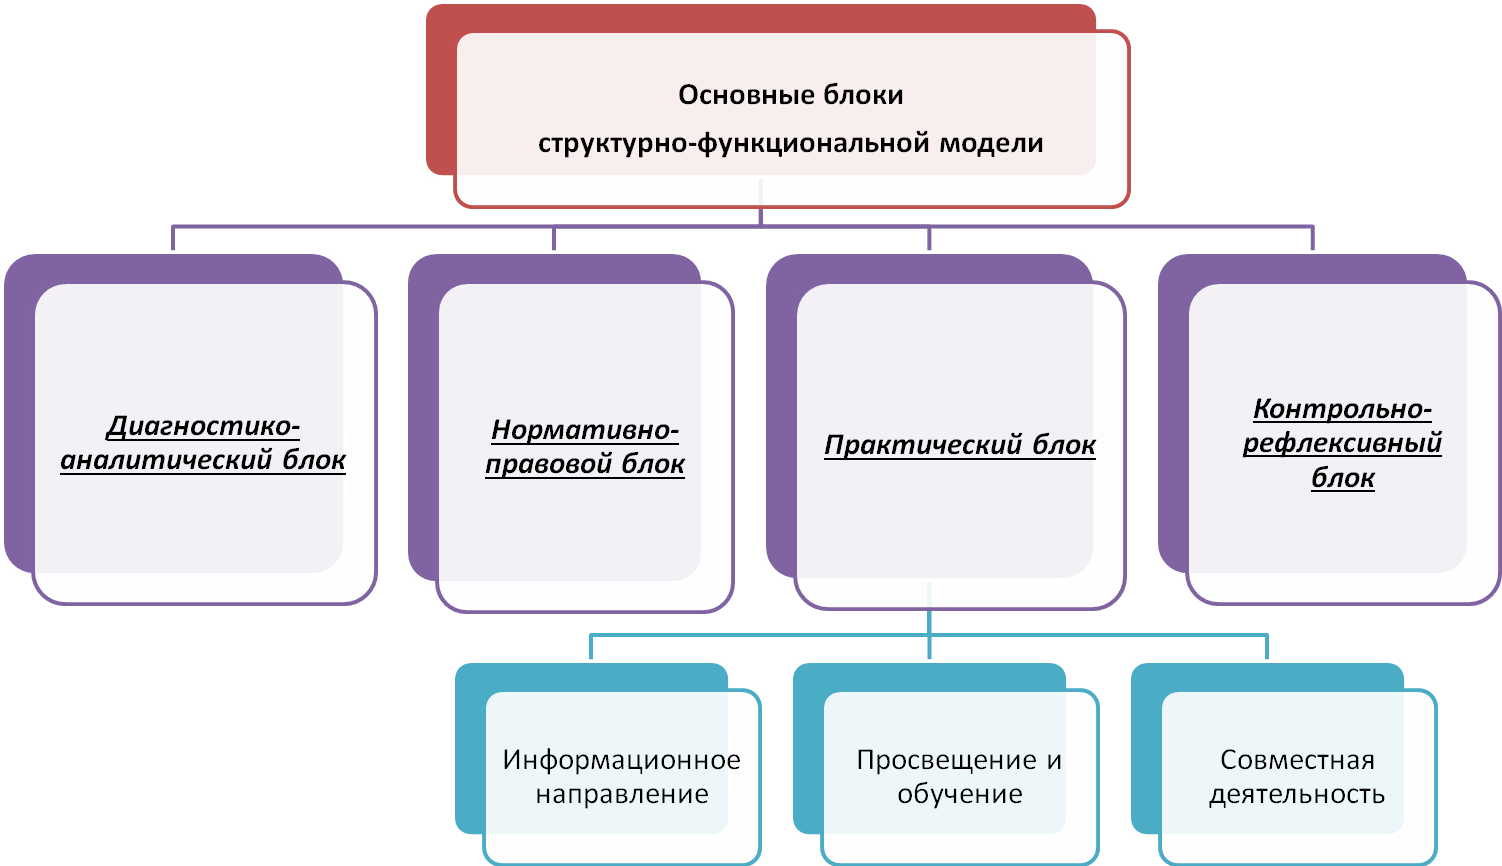 Основные блоки
структурно-функциональной модели
Диагностико-
аналитический блок
Нормативно-
правовой блок
Практический блок
Контрольно-
рефлексивный
блок
Информационное
направление
Просвещение и
обучение
Совместная
деятельность